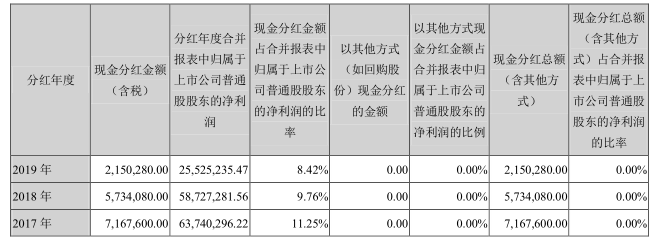 分红年度
现金分红金额
（含税）
分红年度合并
报表中归属于
上市公司普通
股股东的净利
润
现金分红金额
占合并报表中
归属于上市公
司普通股股东
的净利润的比
率
以其他方式
（如回购股
份）现金分红
的金额
以其他方式现
金分红金额占
合并报表中归
属于上市公司
普通股股东的
净利润的比例
现金分红总额
（含其他方
式）
现金分红总额
（含其他方
式）占合并报
表中归属于上
市公司普通股
股东的净利润
的比率
2019 年 2,150,280.00 25,525,235.47 8.42% 0.00 0.00% 2,150,280.00 0.00%
2018 年 5,734,080.00 58,727,281.56 9.76% 0.00 0.00% 5,734,080.00 0.00%
2017 年 7,167,600.00 63,740,296.22 11.25% 0.00 0.00% 7,167,600.00 0.00%